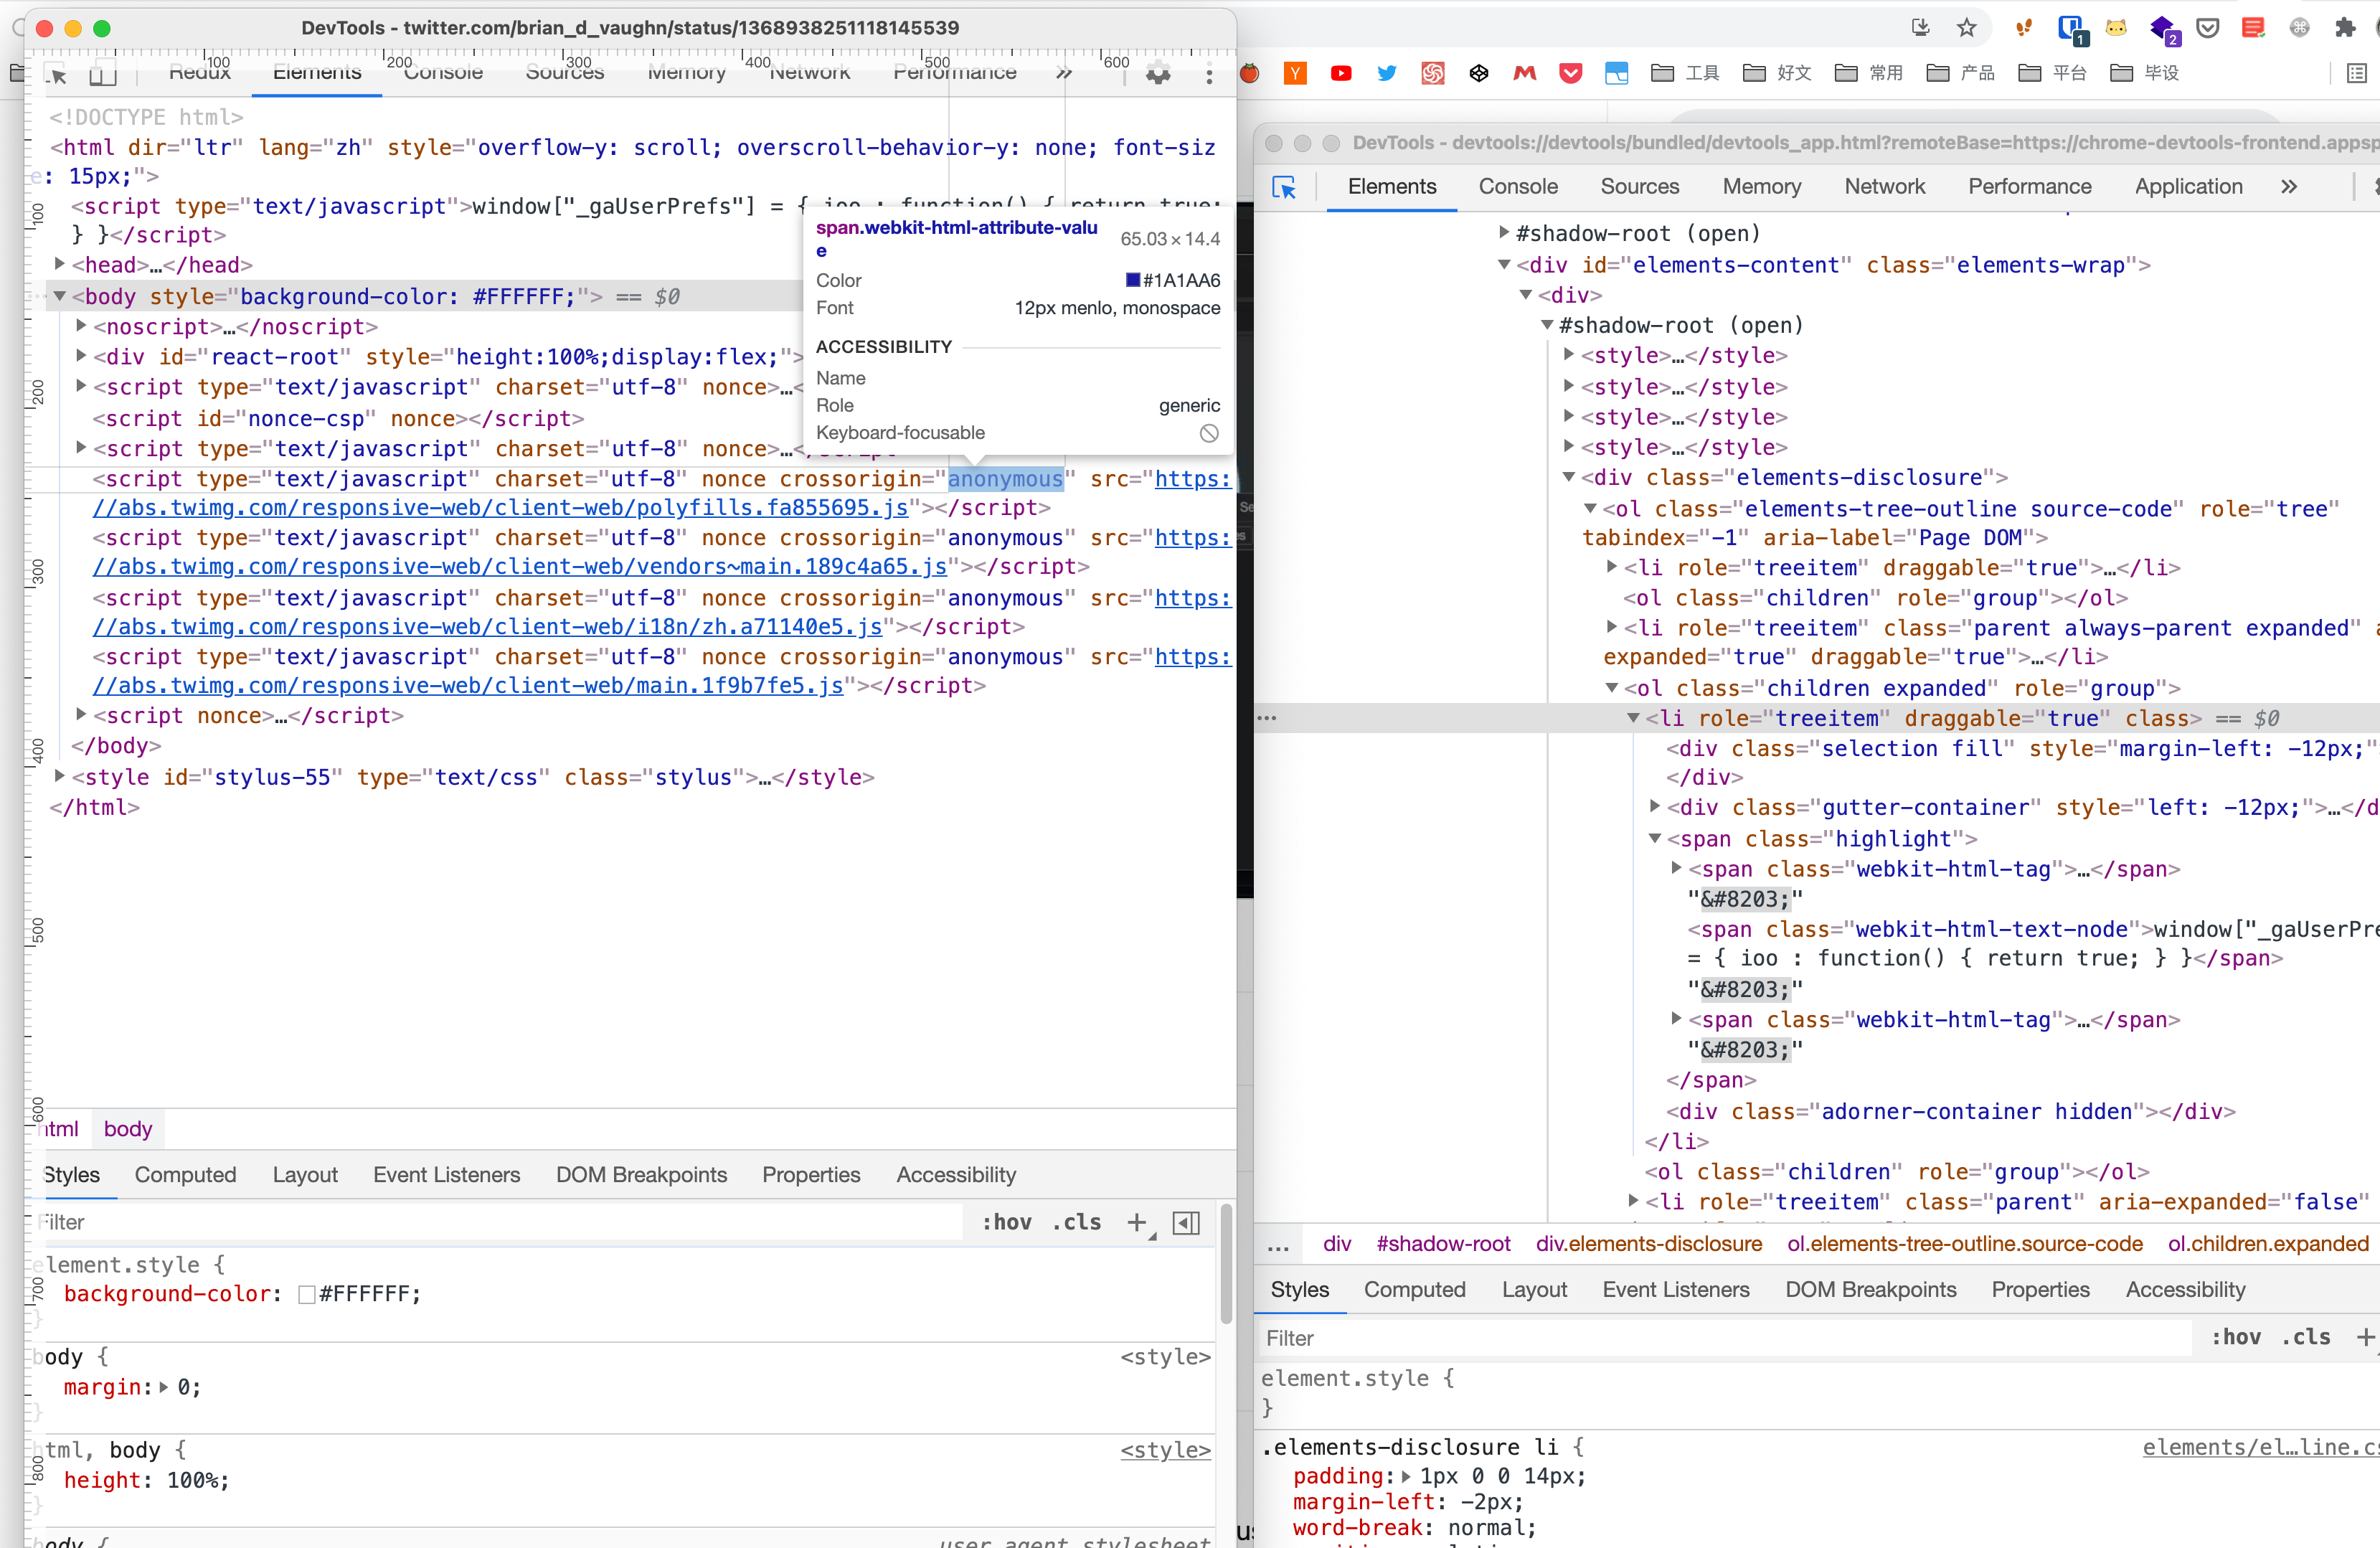 DevTools - twitter.com/brian_d_vaughn/status/1368938251118145539
100 200 300 400 500 600
Redux Elements Console Sources Memory Network Performance »
<!DOCTYPE html>
<html dir="ltr" lang="zh" style="overflow-y: scroll; overscroll-behavior-y: none; font-siz
e: 15px;">
<script type="text/javascript">window["_gaUserPrefs"] = { ioo : function() { return true;
} }</script>
<head>…</head>
<body style="background-color: #FFFFFF;"> == $0
<noscript>…</noscript>
<div id="react-root" style="height:100%;display:flex;">
<script type="text/javascript" charset="utf-8" nonce>…<
<script id="nonce-csp" nonce></script>
<script type="text/javascript" charset="utf-8" nonce>…</script
<script type="text/javascript" charset="utf-8" nonce crossorigin="anonymous" src="https:
//abs.twimg.com/responsive-web/client-web/polyfills.fa855695.js"></script>
<script type="text/javascript" charset="utf-8" nonce crossorigin="anonymous" src="https:
//abs.twimg.com/responsive-web/client-web/vendors~main.189c4a65.js"></script>
<script type="text/javascript" charset="utf-8" nonce crossorigin="anonymous" src="https:
//abs.twimg.com/responsive-web/client-web/i18n/zh.a71140e5.js"></script>
<script type="text/javascript" charset="utf-8" nonce crossorigin="anonymous" src="https:
//abs.twimg.com/responsive-web/client-web/main.1f9b7fe5.js"></script>
<script nonce>…</script>
</body>
<style id="stylus-55" type="text/css" class="stylus">…</style>
</html>
100
200
300
400
500
600
700
800
span.webkit-html-attribute-valu
e
65.03 × 14.4
Color #1A1AA6
Font 12px menlo, monospace
ACCESSIBILITY
Name
Role generic
Keyboard-focusable
html body
Styles Computed Layout Event Listeners DOM Breakpoints Properties Accessibility
Filter :hov .cls +
element.style {
background-color: #FFFFFF;
}
body { <style>
margin: 0;
}
html, body { <style>
height: 100%;
}
body { user agent stylesheet
1 2
Y 工具 好文 常用 产品 平台 毕设
DevTools - devtools://devtools/bundled/devtools_app.html?remoteBase=https://chrome-devtools-frontend.appsp
Elements Console Sources Memory Network Performance Application »
#shadow-root (open)
<div id="elements-content" class="elements-wrap">
<div>
#shadow-root (open)
<style>…</style>
<style>…</style>
<style>…</style>
<style>…</style>
<div class="elements-disclosure">
<ol class="elements-tree-outline source-code" role="tree"
tabindex="-1" aria-label="Page DOM">
<li role="treeitem" draggable="true">…</li>
<ol class="children" role="group"></ol>
<li role="treeitem" class="parent always-parent expanded" a
expanded="true" draggable="true">…</li>
<ol class="children expanded" role="group">
… <li role="treeitem" draggable="true" class> == $0
<div class="selection fill" style="margin-left: -12px;"
</div>
<div class="gutter-container" style="left: -12px;">…</d
<span class="highlight">
<span class="webkit-html-tag">…</span>
"&#8203;"
<span class="webkit-html-text-node">window["_gaUserPre
= { ioo : function() { return true; } }</span>
"&#8203;"
<span class="webkit-html-tag">…</span>
"&#8203;"
</span>
<div class="adorner-container hidden"></div>
</li>
<ol class="children" role="group"></ol>
<li role="treeitem" class="parent" aria-expanded="false"
… div #shadow-root div.elements-disclosure ol.elements-tree-outline.source-code ol.children.expanded
Styles Computed Layout Event Listeners DOM Breakpoints Properties Accessibility
Filter :hov .cls +
element.style {
}
.elements-disclosure li { elements/el…line.cs
padding: 1px 0 0 14px;
margin-left: -2px;
word-break: normal;